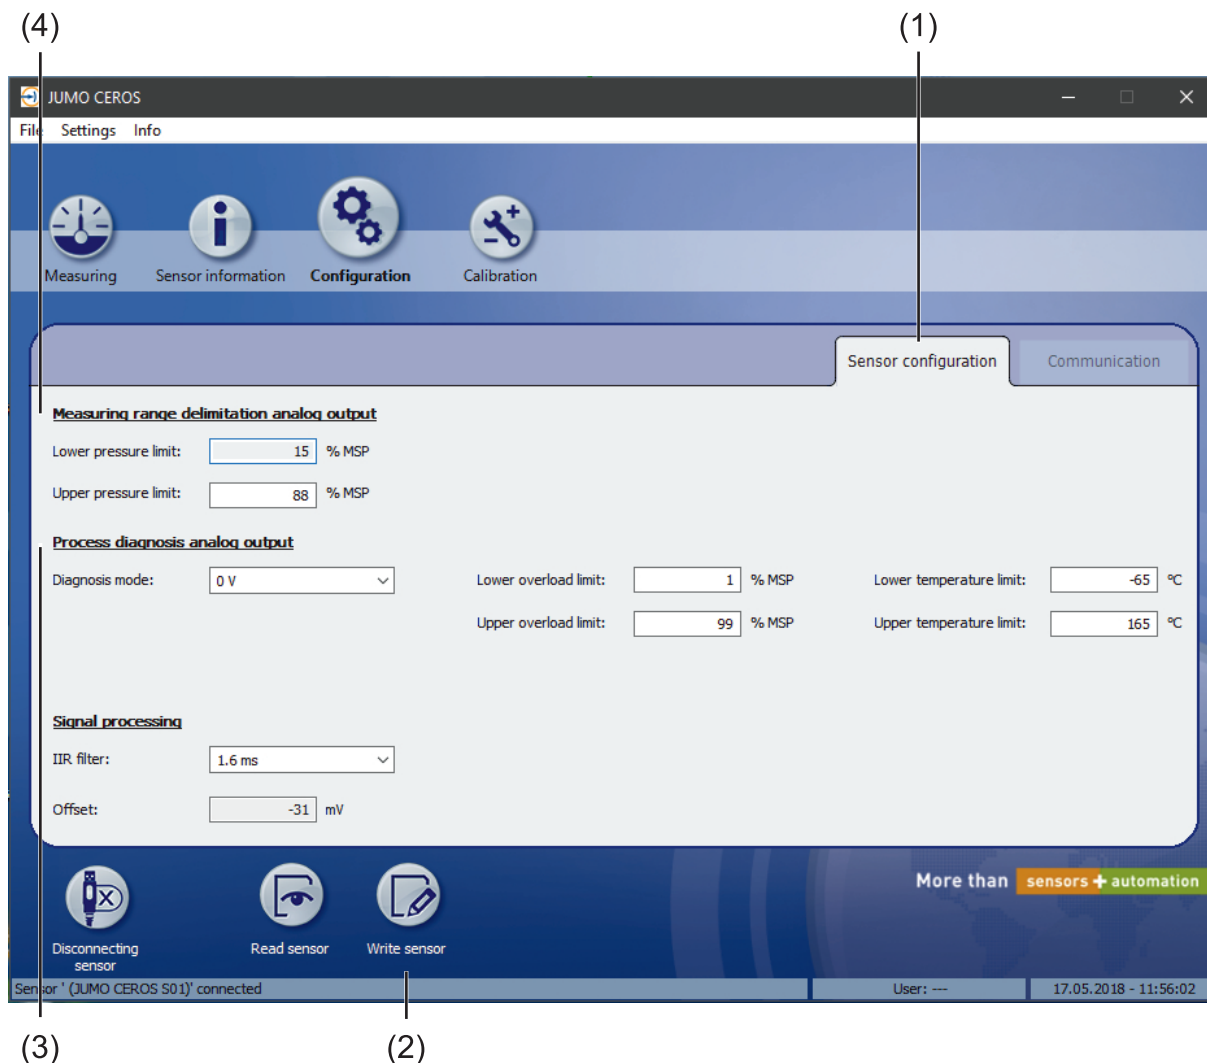 (4) (1)
JUMO CEROS
File Settings Info
Measuring Sensor information Configuration Calibration
Sensor configuration Communication
Measuring range delimitation analog output
Lower pressure limit: 15 % MSP
Upper pressure limit: 88 % MSP
Process diagnosis analog output
Diagnosis mode: 0 V Lower overload limit: 1 % MSP Lower temperature limit: -65 °C
Upper overload limit: 99 % MSP Upper temperature limit: 165 °C
Signal processing
IIR filter: 1.6 ms
Offset: -31 mV
More than sensors + automation
Disconnecting Read sensor Write sensor
sensor
Sensor ' (JUMO CEROS S01)' connected User: --- 17.05.2018 - 11:56:02
(3) (2)